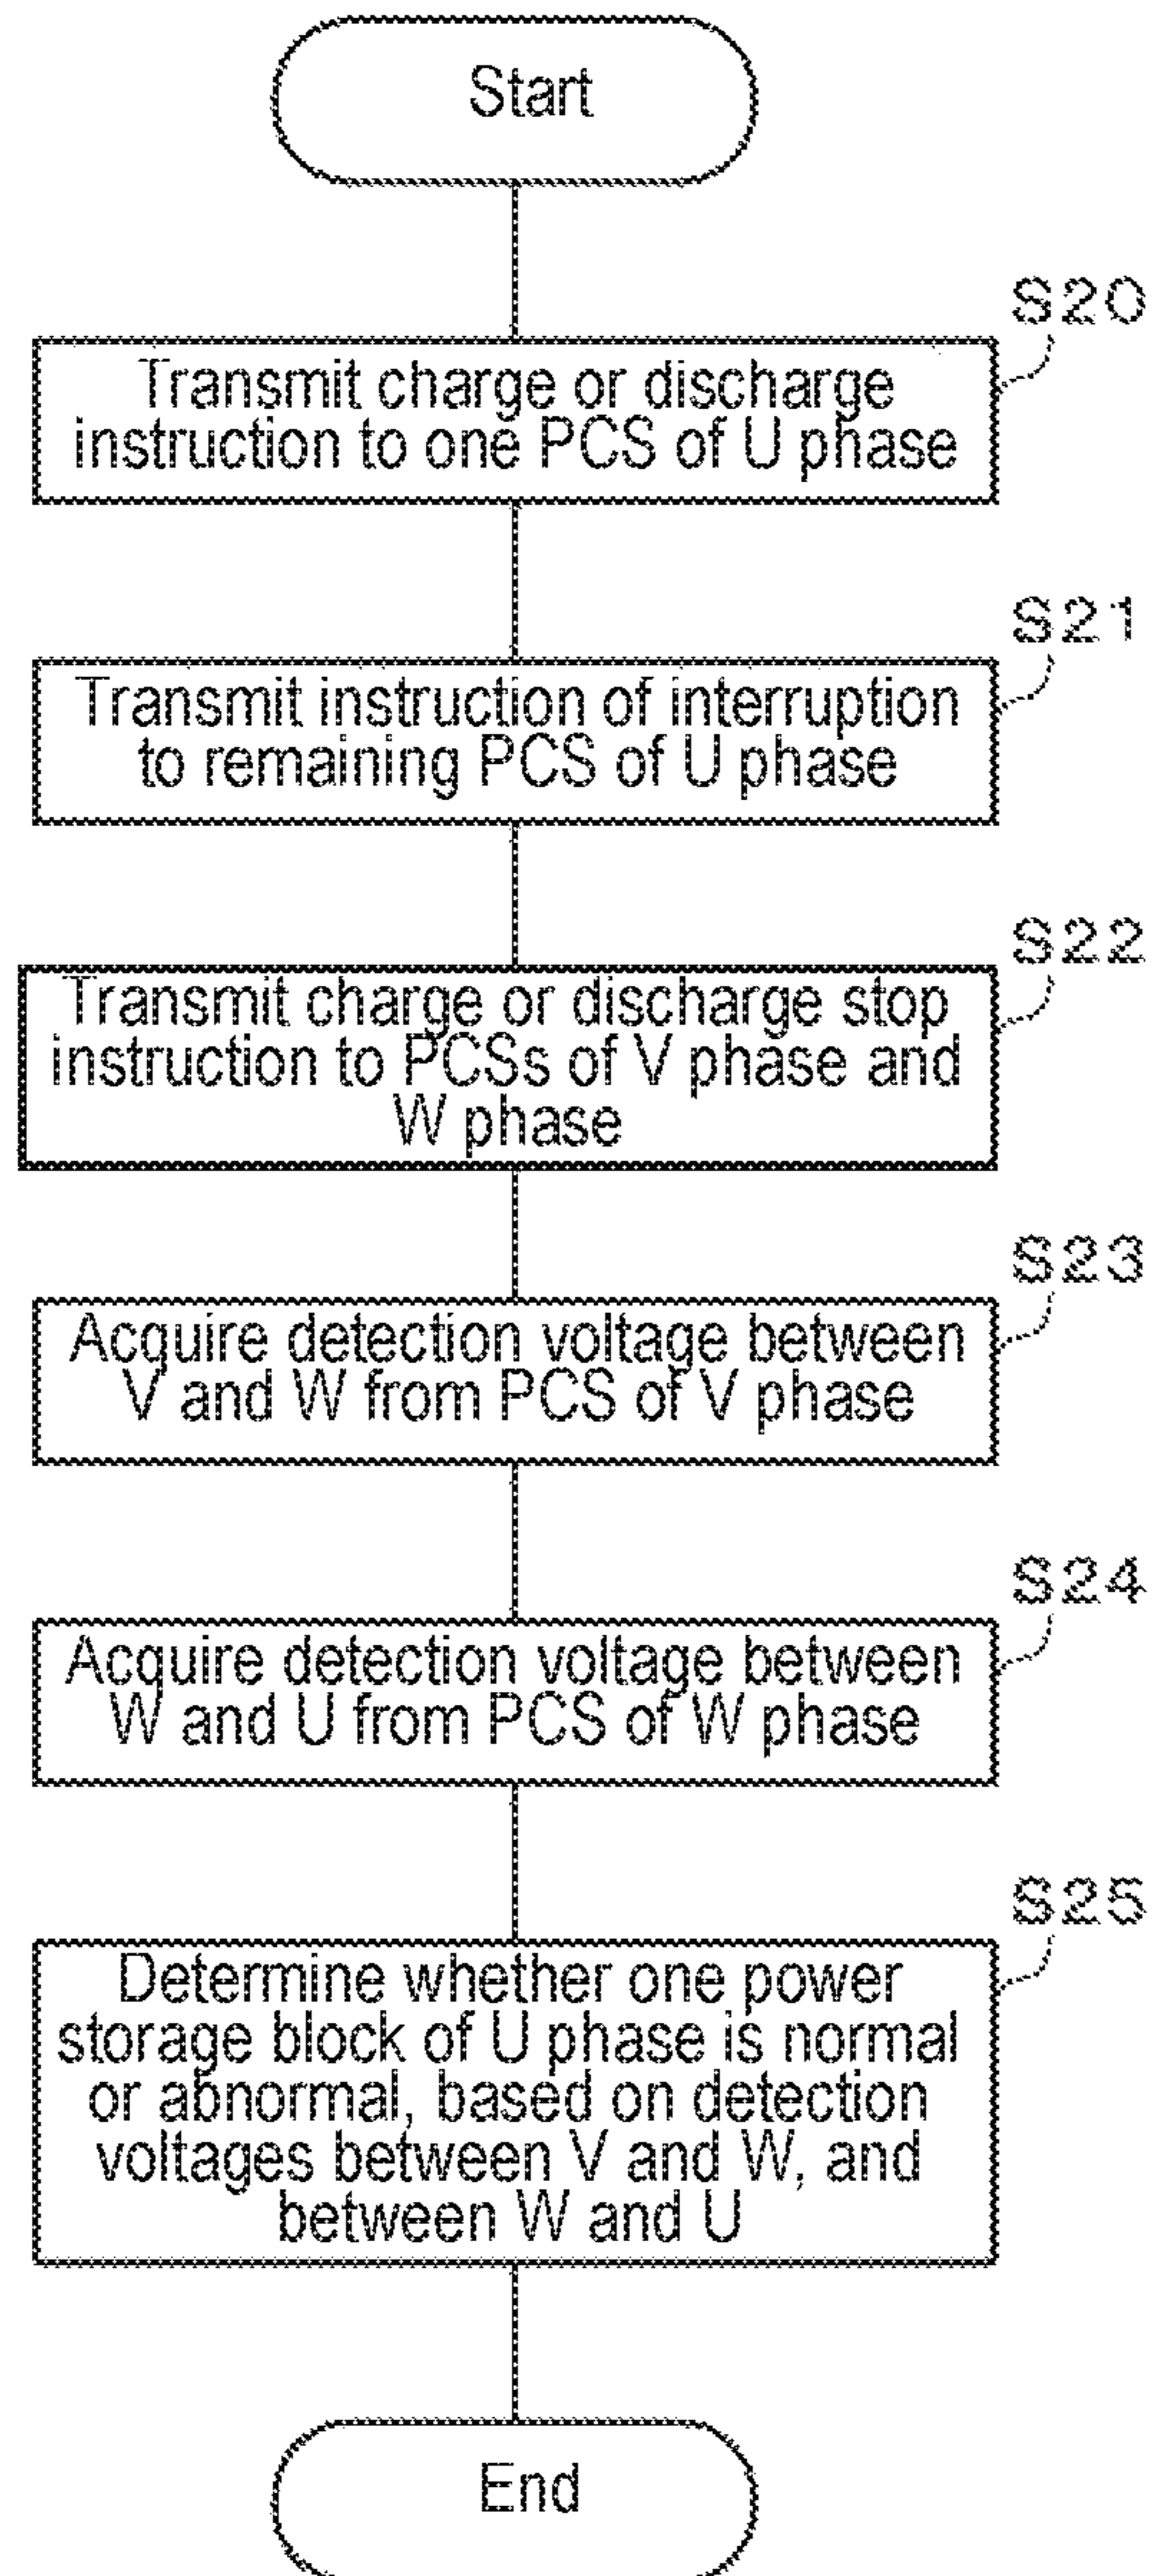 Start
S20
Transmit charge or discharge
instruction to one PCS of U phase
S21
Transmit instruction of interruption
to remaining PCS of U phase
S22
Transmit charge or discharge stop
instruction to PCSs of V phase and
W phase
S23
Acquire detection voltage between
V and W from PCS of V phase
S24
Acquire detection voltage between
W and U from PCS of W phase
S25
Determine whether one power
storage block of U phase is normal
or abnormal, based on detection
voltages between V and W, and
between W and U
End